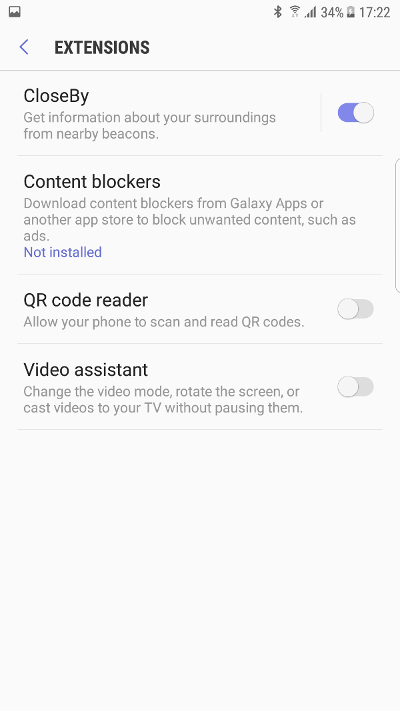 34% 17:22
EXTENSIONS
CloseBy
Get information about your surroundings
from nearby beacons.
Content blockers
Download content blockers from Galaxy Apps or
another app store to block unwanted content, such as
ads.
Not installed
QR code reader
Allow your phone to scan and read QR codes.
Video assistant
Change the video mode, rotate the screen, or
cast videos to your TV without pausing them.